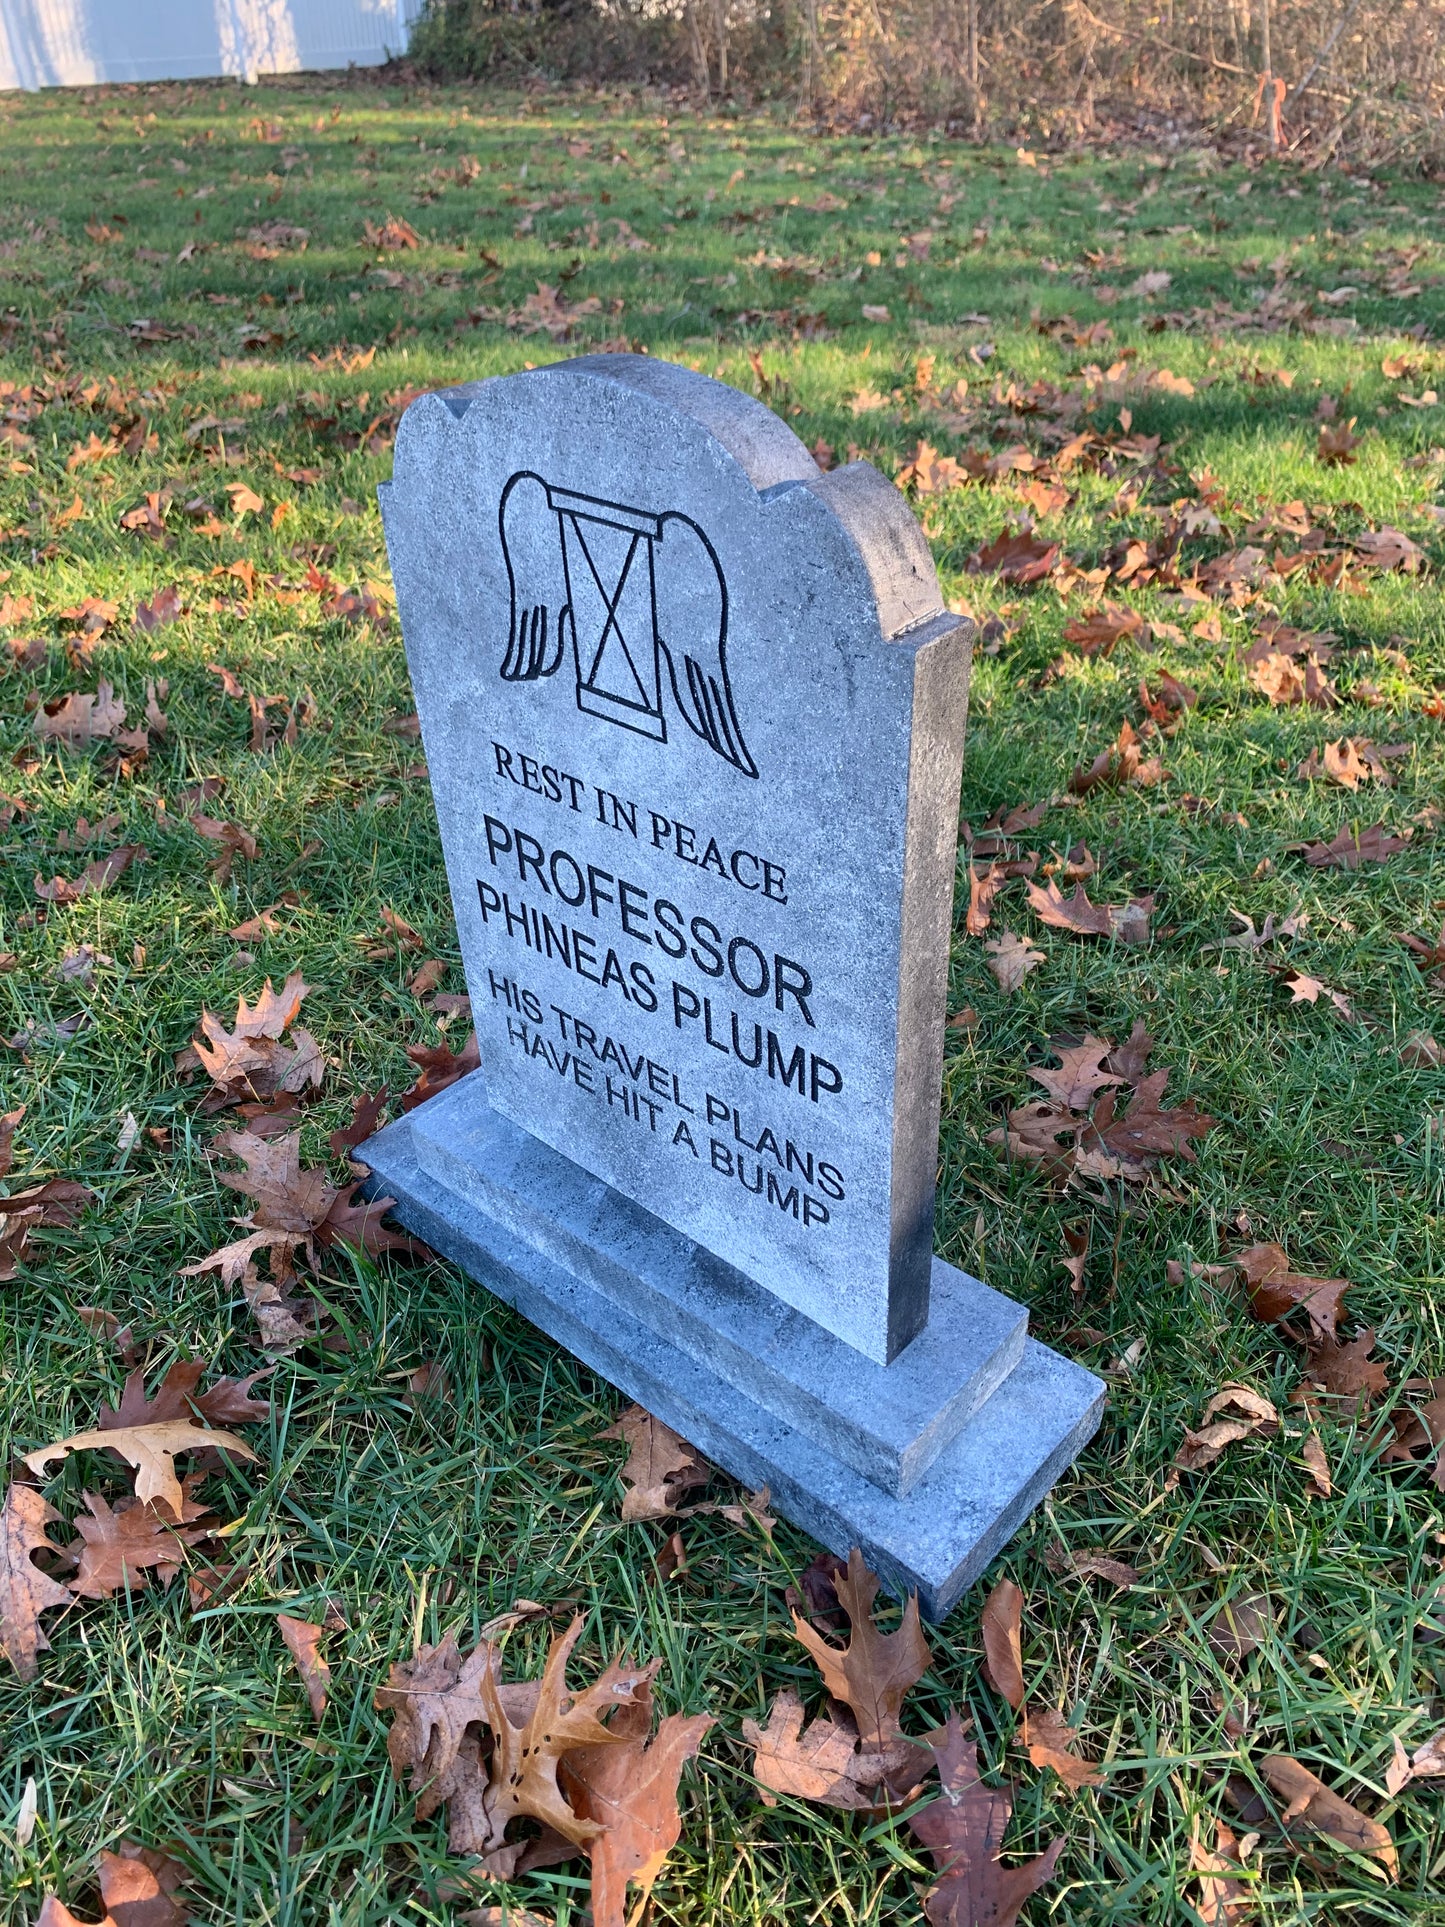 REST IN PEACE
PROFESSOR
PHINEAS PLUMP
HIS TRAVEL PLANS
HAVE HIT A BUMP